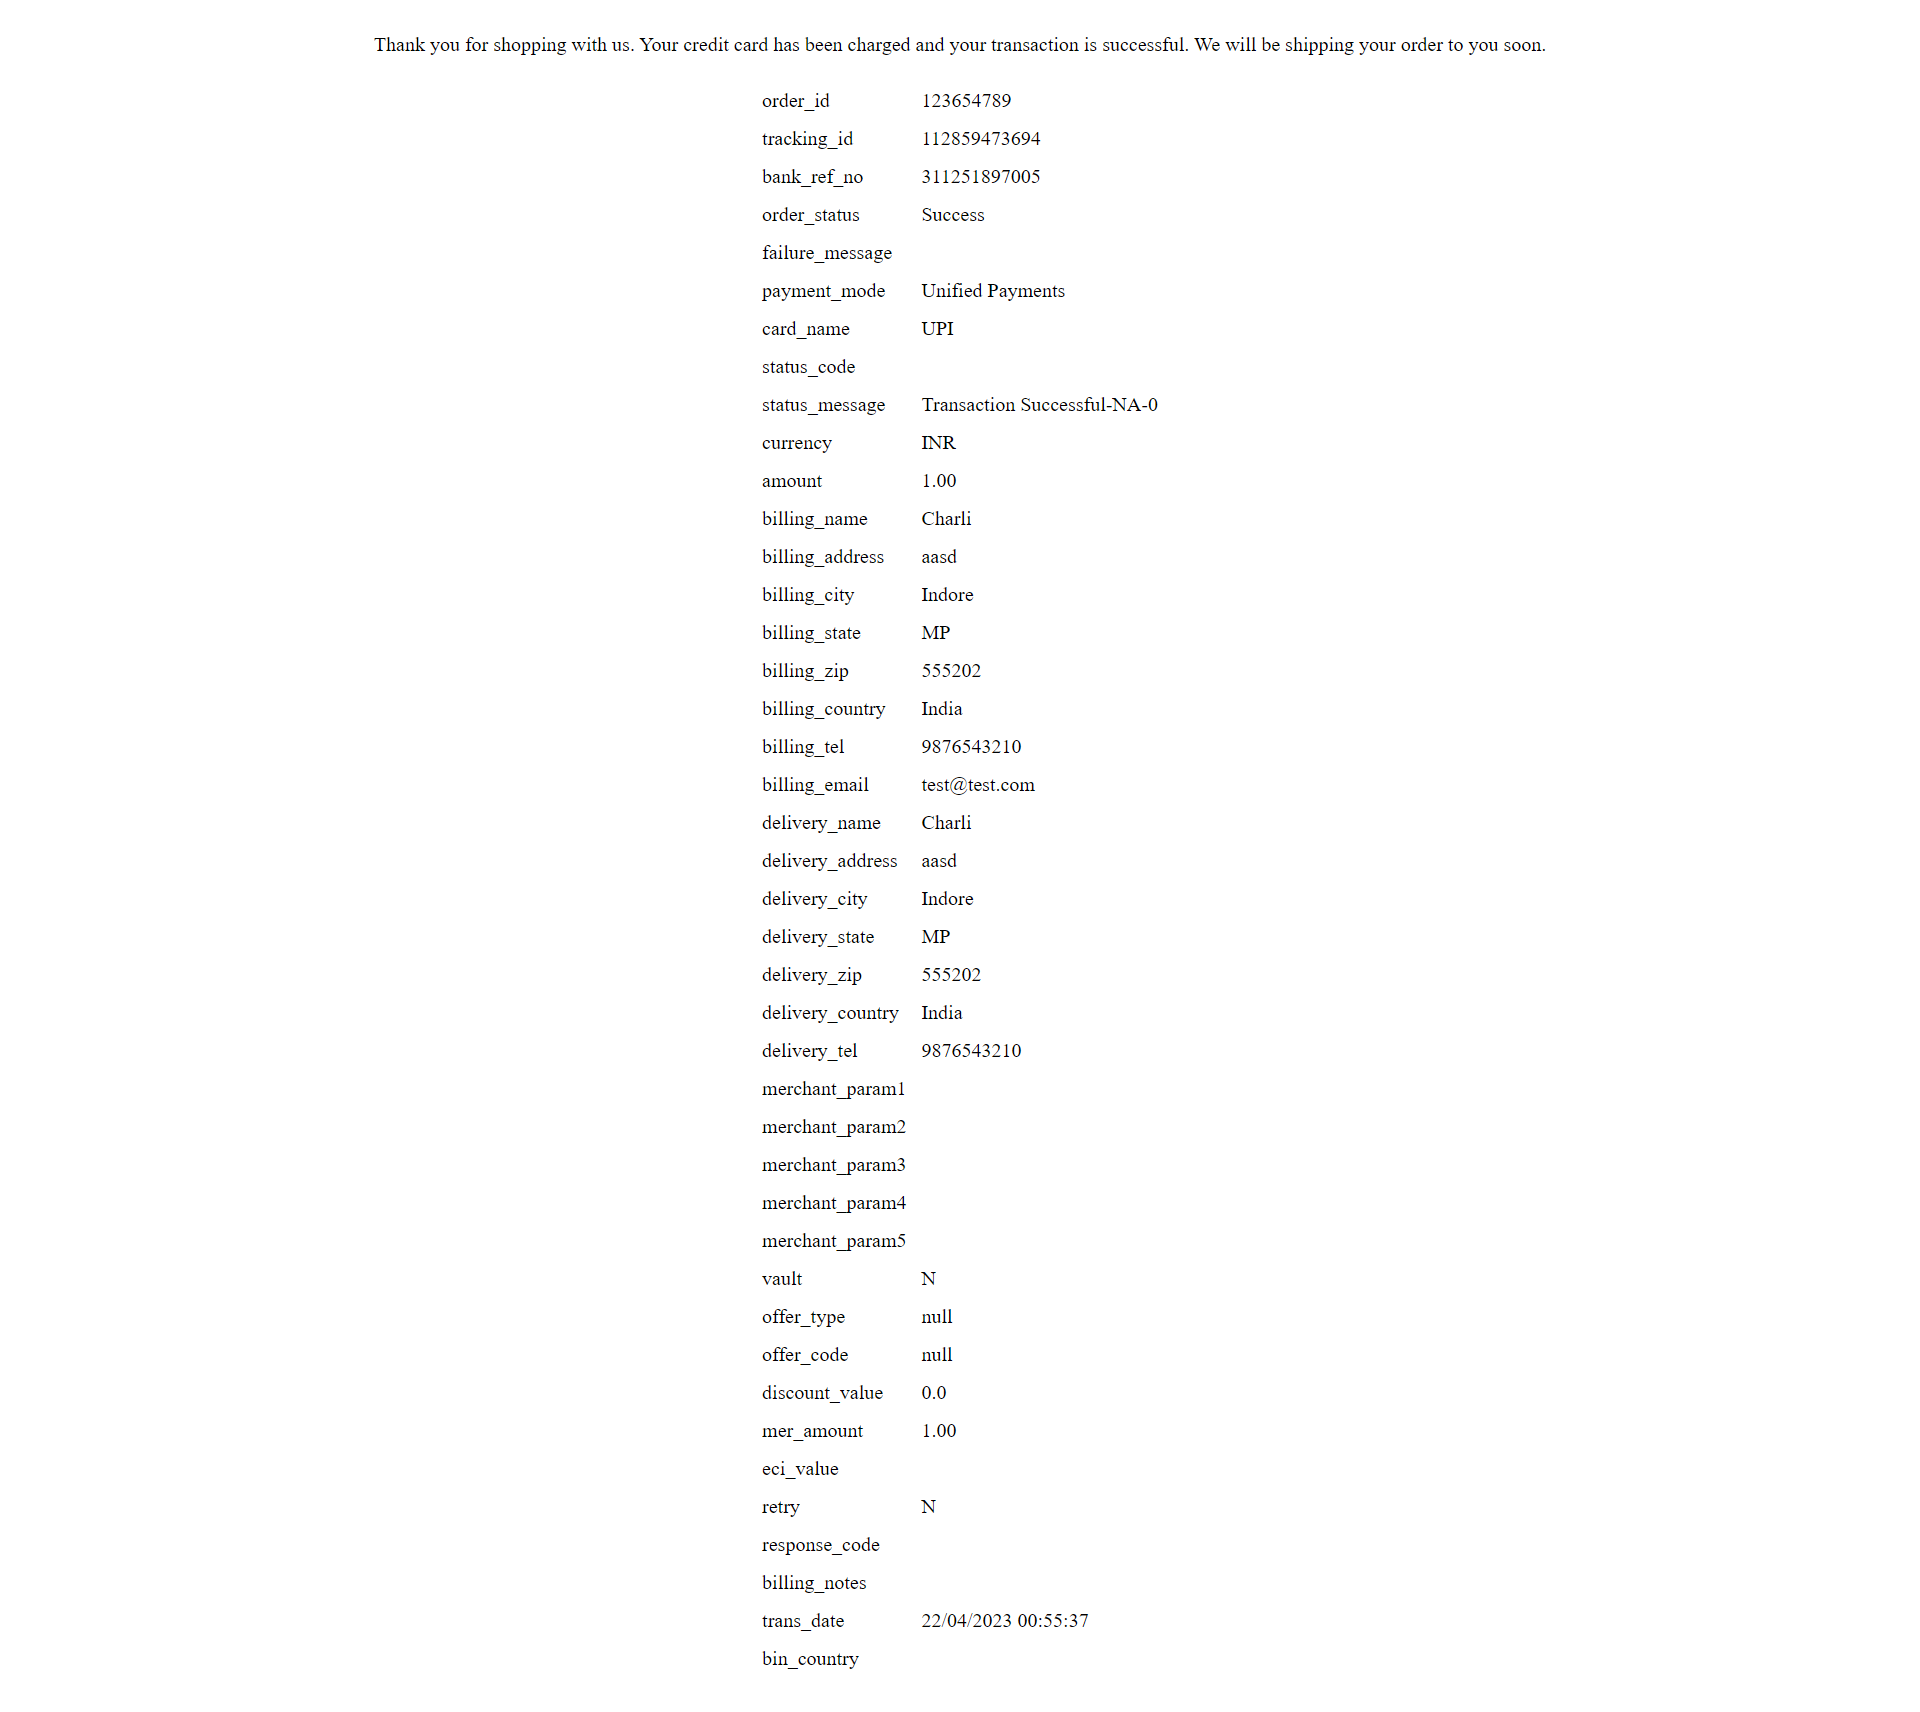 Thank you for shopping with us. Your credit card has been charged and your transaction is successful. We will be shipping your order to you soon.
order_id 123654789
tracking_id 112859473694
bank_ref_no 311251897005
order_status Success
failure_message
payment_mode Unified Payments
card_name UPI
status_code
status_message Transaction Successful-NA-0
currency INR
amount 1.00
billing_name Charli
billing_address aasd
billing_city Indore
billing_state MP
billing_zip 555202
billing_country India
billing_tel 9876543210
billing_email test@test.com
delivery_name Charli
delivery_address aasd
delivery_city Indore
delivery_state MP
delivery_zip 555202
delivery_country India
delivery_tel 9876543210
merchant_param1
merchant_param2
merchant_param3
merchant_param4
merchant_param5
vault N
offer_type null
offer_code null
discount_value 0.0
mer_amount 1.00
eci_value
retry N
response_code
billing_notes
trans_date 22/04/2023 00:55:37
bin_country